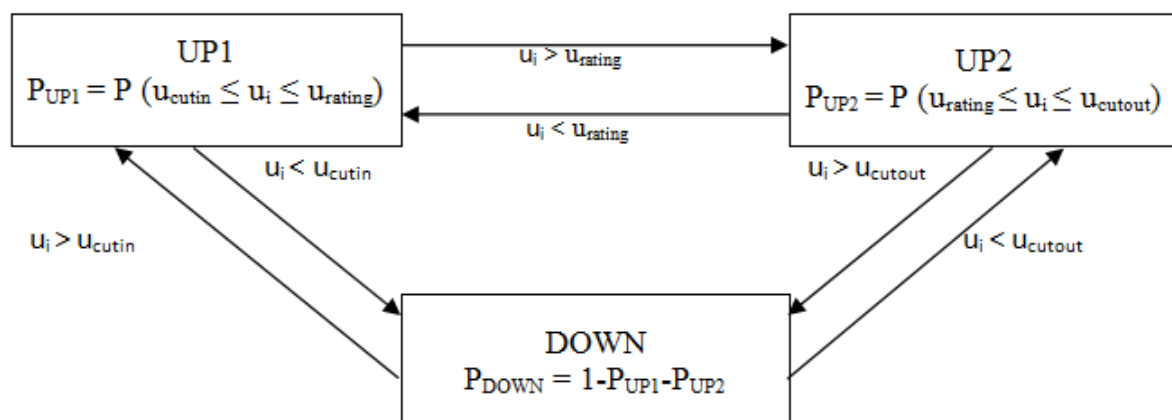 UP1
P_UP1 = P (u_cutin ≤ u_i ≤ u_rating)
u_i > u_rating
u_i < u_rating
UP2
P_UP2 = P (u_rating ≤ u_i ≤ u_cutout)
u_i < u_cutin
u_i > u_cutout
u_i > u_cutin
u_i < u_cutout
DOWN
P_DOWN = 1-P_UP1-P_UP2